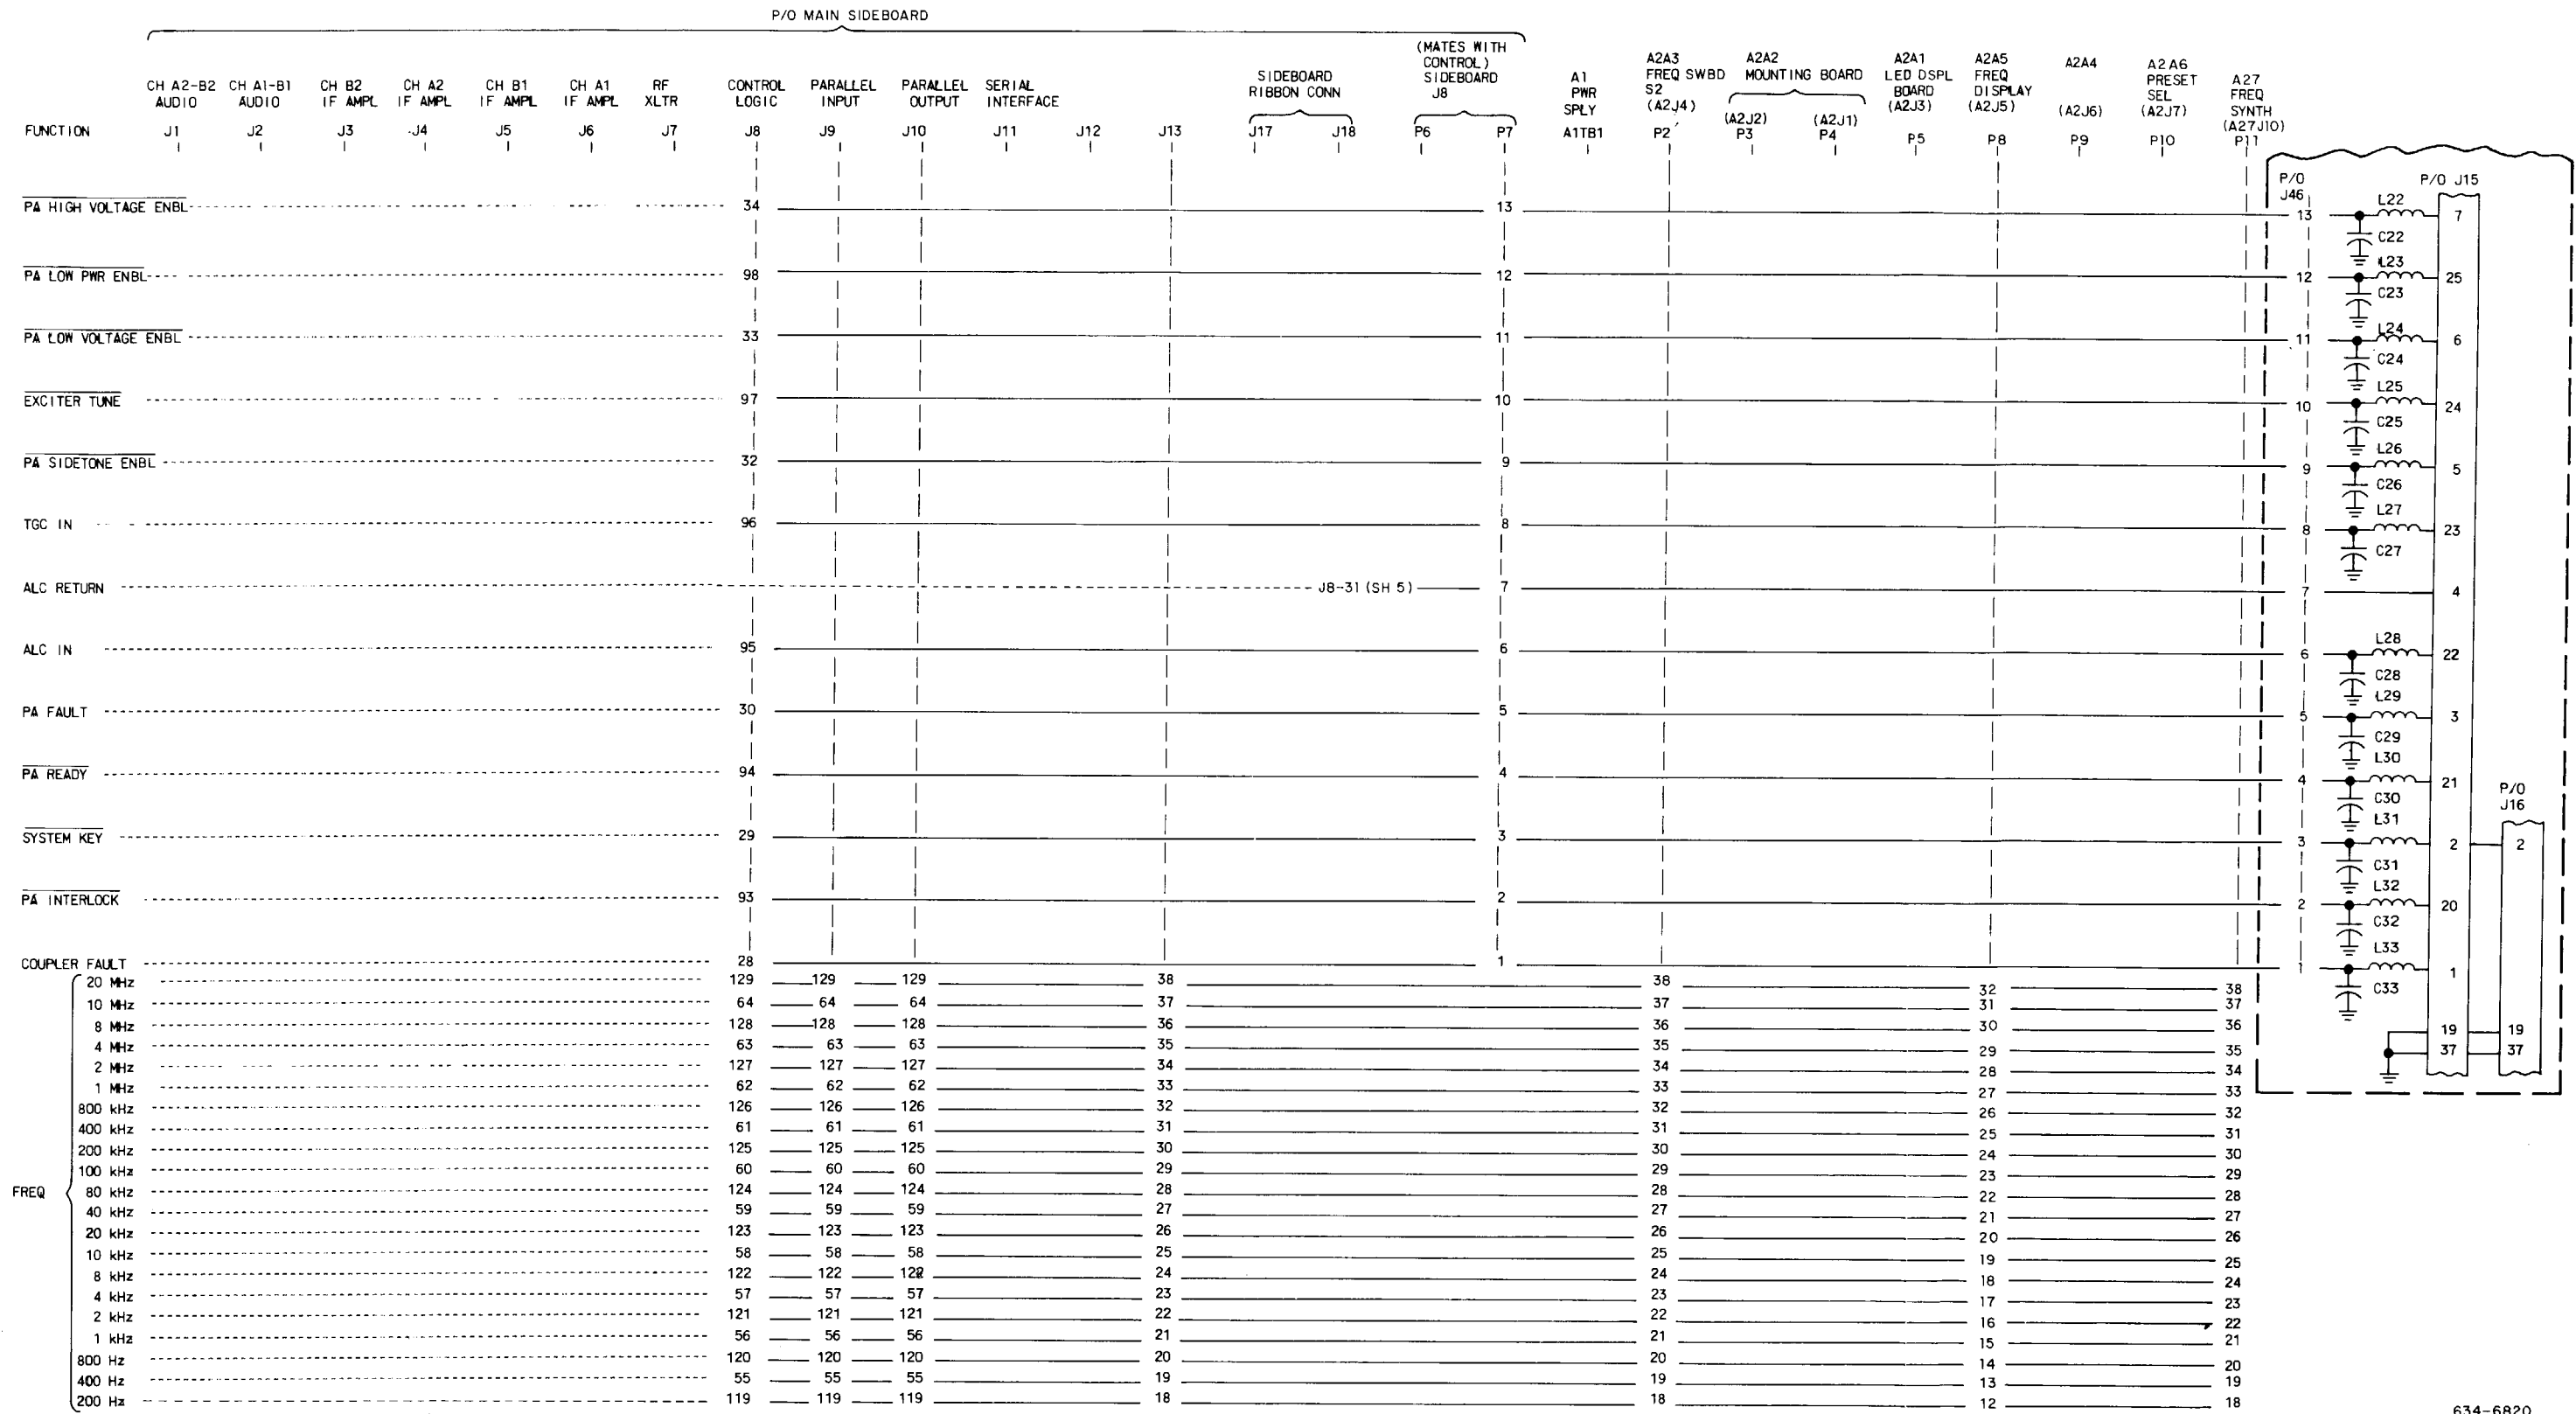 P/O MAIN SIDEBOARD
CH A2-B2 AUDIO J1
CH A1-B1 AUDIO J2
CH B2 IF AMPL J3
CH A2 IF AMPL J4
CH B1 IF AMPL J5
CH A1 IF AMPL J6
RF XLTR J7
CONTROL LOGIC J8
PARALLEL INPUT J9
PARALLEL OUTPUT J10
SERIAL INTERFACE J11
J12
J13
SIDEBOARD RIBBON CONN
J17 J18
(MATES WITH CONTROL) SIDEBOARD J8
P6 P7
A1 PWR SPLY A1TB1
A2A3 FREQ SWBD S2 (A2J4) P2
A2A2 MOUNTING BOARD
(A2J2) P3
(A2J1) P4
A2A1 LED DSPL BOARD (A2J3) P5
A2A5 FREQ DISPLAY (A2J5) P8
A2A4 (A2J6) P9
A2A6 PRESET SEL (A2J7) P10
A27 FREQ SYNTH (A27J10) P11
FUNCTION
P/O J46
P/O J15
PA HIGH VOLTAGE ENBL 34 13 13 L22 7
C22
PA LOW PWR ENBL 98 12 12 L23 25
C23
PA LOW VOLTAGE ENBL 33 11 11 L24 6
C24
EXCITER TUNE 97 10 10 L25 24
C25
PA SIDETONE ENBL 32 9 9 L26 5
C26
TGC IN 96 8 8 L27 23
C27
ALC RETURN J8-31 (SH 5) 7 7 4
ALC IN 95 6 6 L28 22
C28
PA FAULT 30 5 5 L29 3
C29
PA READY 94 4 4 L30 21
C30
P/O J16
SYSTEM KEY 29 3 3 L31 2 2
C31
PA INTERLOCK 93 2 2 L32 20
C32
COUPLER FAULT 28 1 1 L33 1
C33
19 19
37 37
FREQ
20 MHz 129 129 129 38 38 32 38
10 MHz 64 64 64 37 37 31 37
8 MHz 128 128 128 36 36 30 36
4 MHz 63 63 63 35 35 29 35
2 MHz 127 127 127 34 34 28 34
1 MHz 62 62 62 33 33 27 33
800 kHz 126 126 126 32 32 26 32
400 kHz 61 61 61 31 31 25 31
200 kHz 125 125 125 30 30 24 30
100 kHz 60 60 60 29 29 23 29
80 kHz 124 124 124 28 28 22 28
40 kHz 59 59 59 27 27 21 27
20 kHz 123 123 123 26 26 20 26
10 kHz 58 58 58 25 25 19 25
8 kHz 122 122 122 24 24 18 24
4 kHz 57 57 57 23 23 17 23
2 kHz 121 121 121 22 22 16 22
1 kHz 56 56 56 21 21 15 21
800 Hz 120 120 120 20 20 14 20
400 Hz 55 55 55 19 19 13 19
200 Hz 119 119 119 18 18 12 18
634-6820